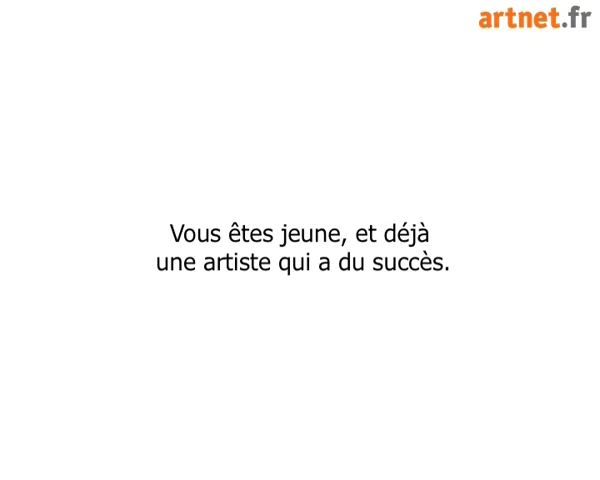 artnet.fr
Vous êtes jeune, et déjà
une artiste qui a du succès.